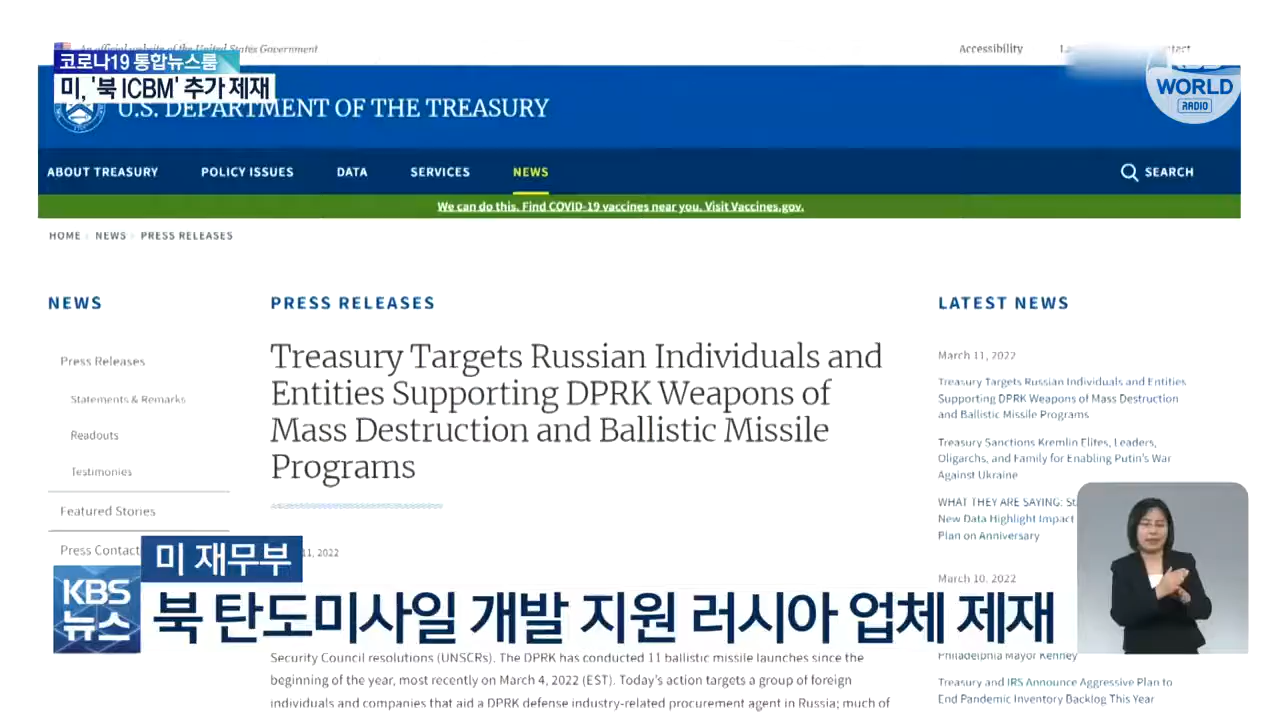 An official website of the United States Government
Accessibility
코로나19 통합뉴스룸
미, '북 ICBM' 추가 제재
U.S. DEPARTMENT OF THE TREASURY
KBS
WORLD
RADIO
ABOUT TREASURY POLICY ISSUES DATA SERVICES NEWS SEARCH
We can do this. Find COVID-19 vaccines near you. Visit Vaccines.gov.
HOME NEWS PRESS RELEASES
NEWS
Press Releases
Statements & Remarks
Readouts
Testimonies
Featured Stories
Press Contact
PRESS RELEASES
Treasury Targets Russian Individuals and
Entities Supporting DPRK Weapons of
Mass Destruction and Ballistic Missile
Programs
11, 2022
LATEST NEWS
March 11, 2022
Treasury Targets Russian Individuals and Entities
Supporting DPRK Weapons of Mass Destruction
and Ballistic Missile Programs
Treasury Sanctions Kremlin Elites, Leaders,
Oligarchs, and Family for Enabling Putin's War
Against Ukraine
WHAT THEY ARE SAYING:
New Data Highlight Impact
Plan on Anniversary
March 10, 2022
미 재무부
KBS
뉴스
북 탄도미사일 개발 지원 러시아 업체 제재
Security Council resolutions (UNSCRs). The DPRK has conducted 11 ballistic missile launches since the
beginning of the year, most recently on March 4, 2022 (EST). Today's action targets a group of foreign
individuals and companies that aid a DPRK defense industry-related procurement agent in Russia; much of
Philadelphia Mayor Kenney
Treasury and IRS Announce Aggressive Plan to
End Pandemic Inventory Backlog This Year